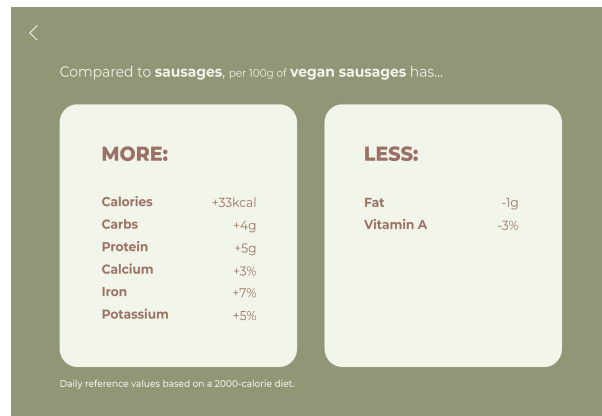 Compared to sausages, per 100g of vegan sausages has...
MORE:
Calories +33kcal
Carbs +4g
Protein +5g
Calcium +3%
Iron +7%
Potassium +5%
LESS:
Fat -1g
Vitamin A -3%
Daily reference values based on a 2000-calorie diet.